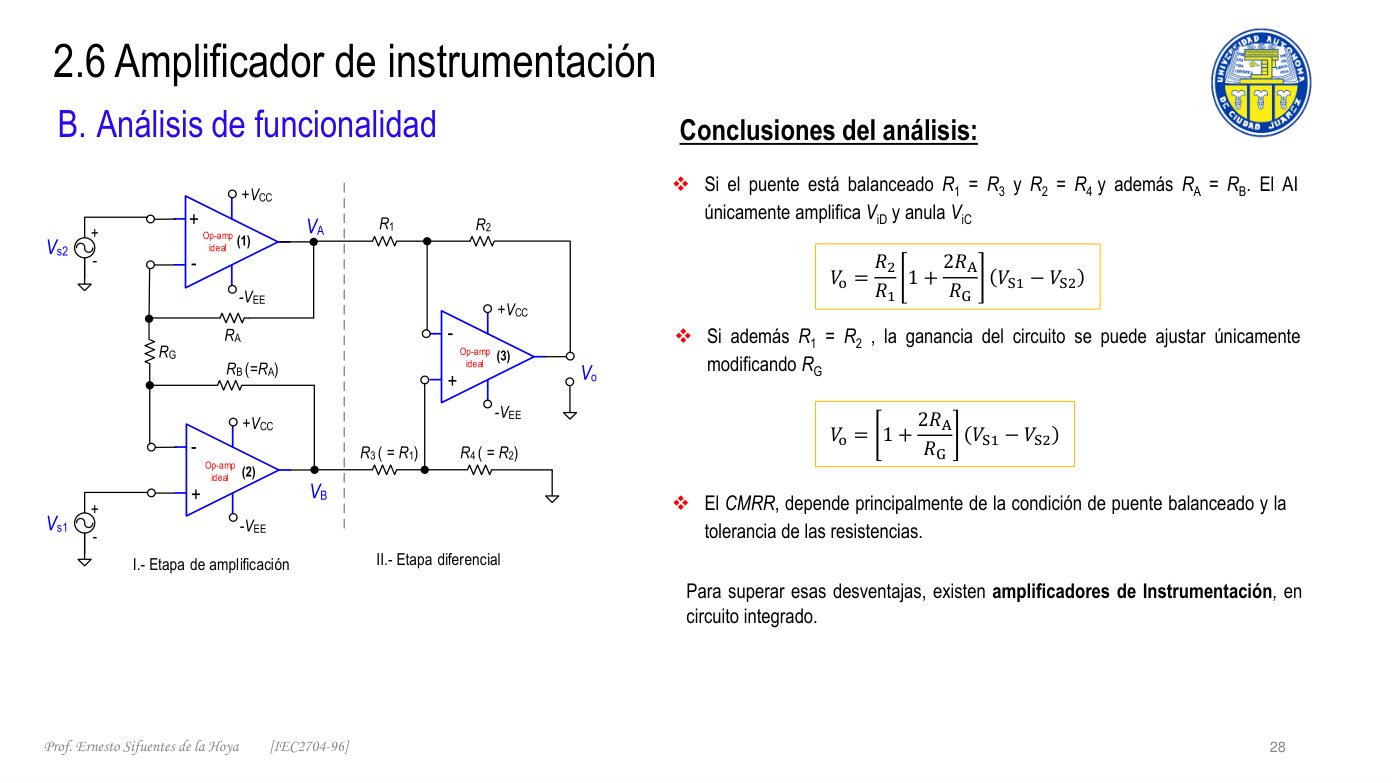 2.6 Amplificador de instrumentación
B. Análisis de funcionalidad
+VCC
Vs2
+
-
+
-
Op-amp ideal (1)
-VEE
VA
R1
R2
RA
RG
RB (=RA)
+VCC
-
+
Op-amp ideal (3)
-VEE
Vo
+VCC
-
+
Op-amp ideal (2)
-VEE
VB
R3 ( = R1)
R4 ( = R2)
Vs1
+
-
I.- Etapa de amplificación
II.- Etapa diferencial
Conclusiones del análisis:
❖ Si el puente está balanceado R1 = R3 y R2 = R4 y además RA = RB. El AI
únicamente amplifica ViD y anula ViC
Vo = R2/R1 [1 + 2RA/RG] (VS1 − VS2)
❖ Si además R1 = R2 , la ganancia del circuito se puede ajustar únicamente
modificando RG
Vo = [1 + 2RA/RG] (VS1 − VS2)
❖ El CMRR, depende principalmente de la condición de puente balanceado y la
tolerancia de las resistencias.
Para superar esas desventajas, existen amplificadores de Instrumentación, en
circuito integrado.
UNIVERSIDAD AUTONOMA DE CIUDAD JUAREZ
Prof. Ernesto Sifuentes de la Hoya [IEC2704-96]
28